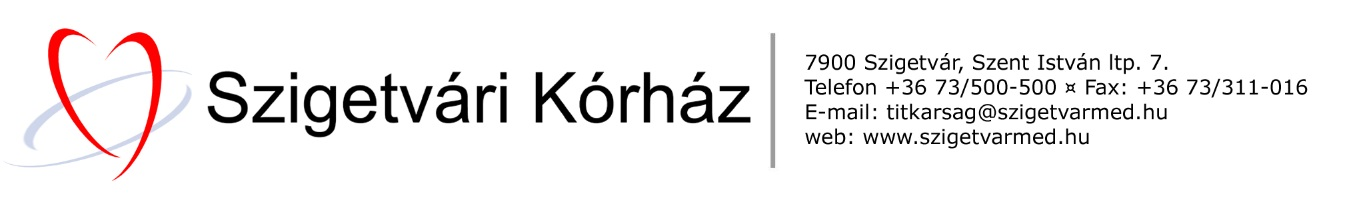 Szigetvári Kórház
7900 Szigetvár, Szent István ltp. 7.
Telefon +36 73/500-500 ¤ Fax: +36 73/311-016
E-mail: titkarsag@szigetvarmed.hu
web: www.szigetvarmed.hu